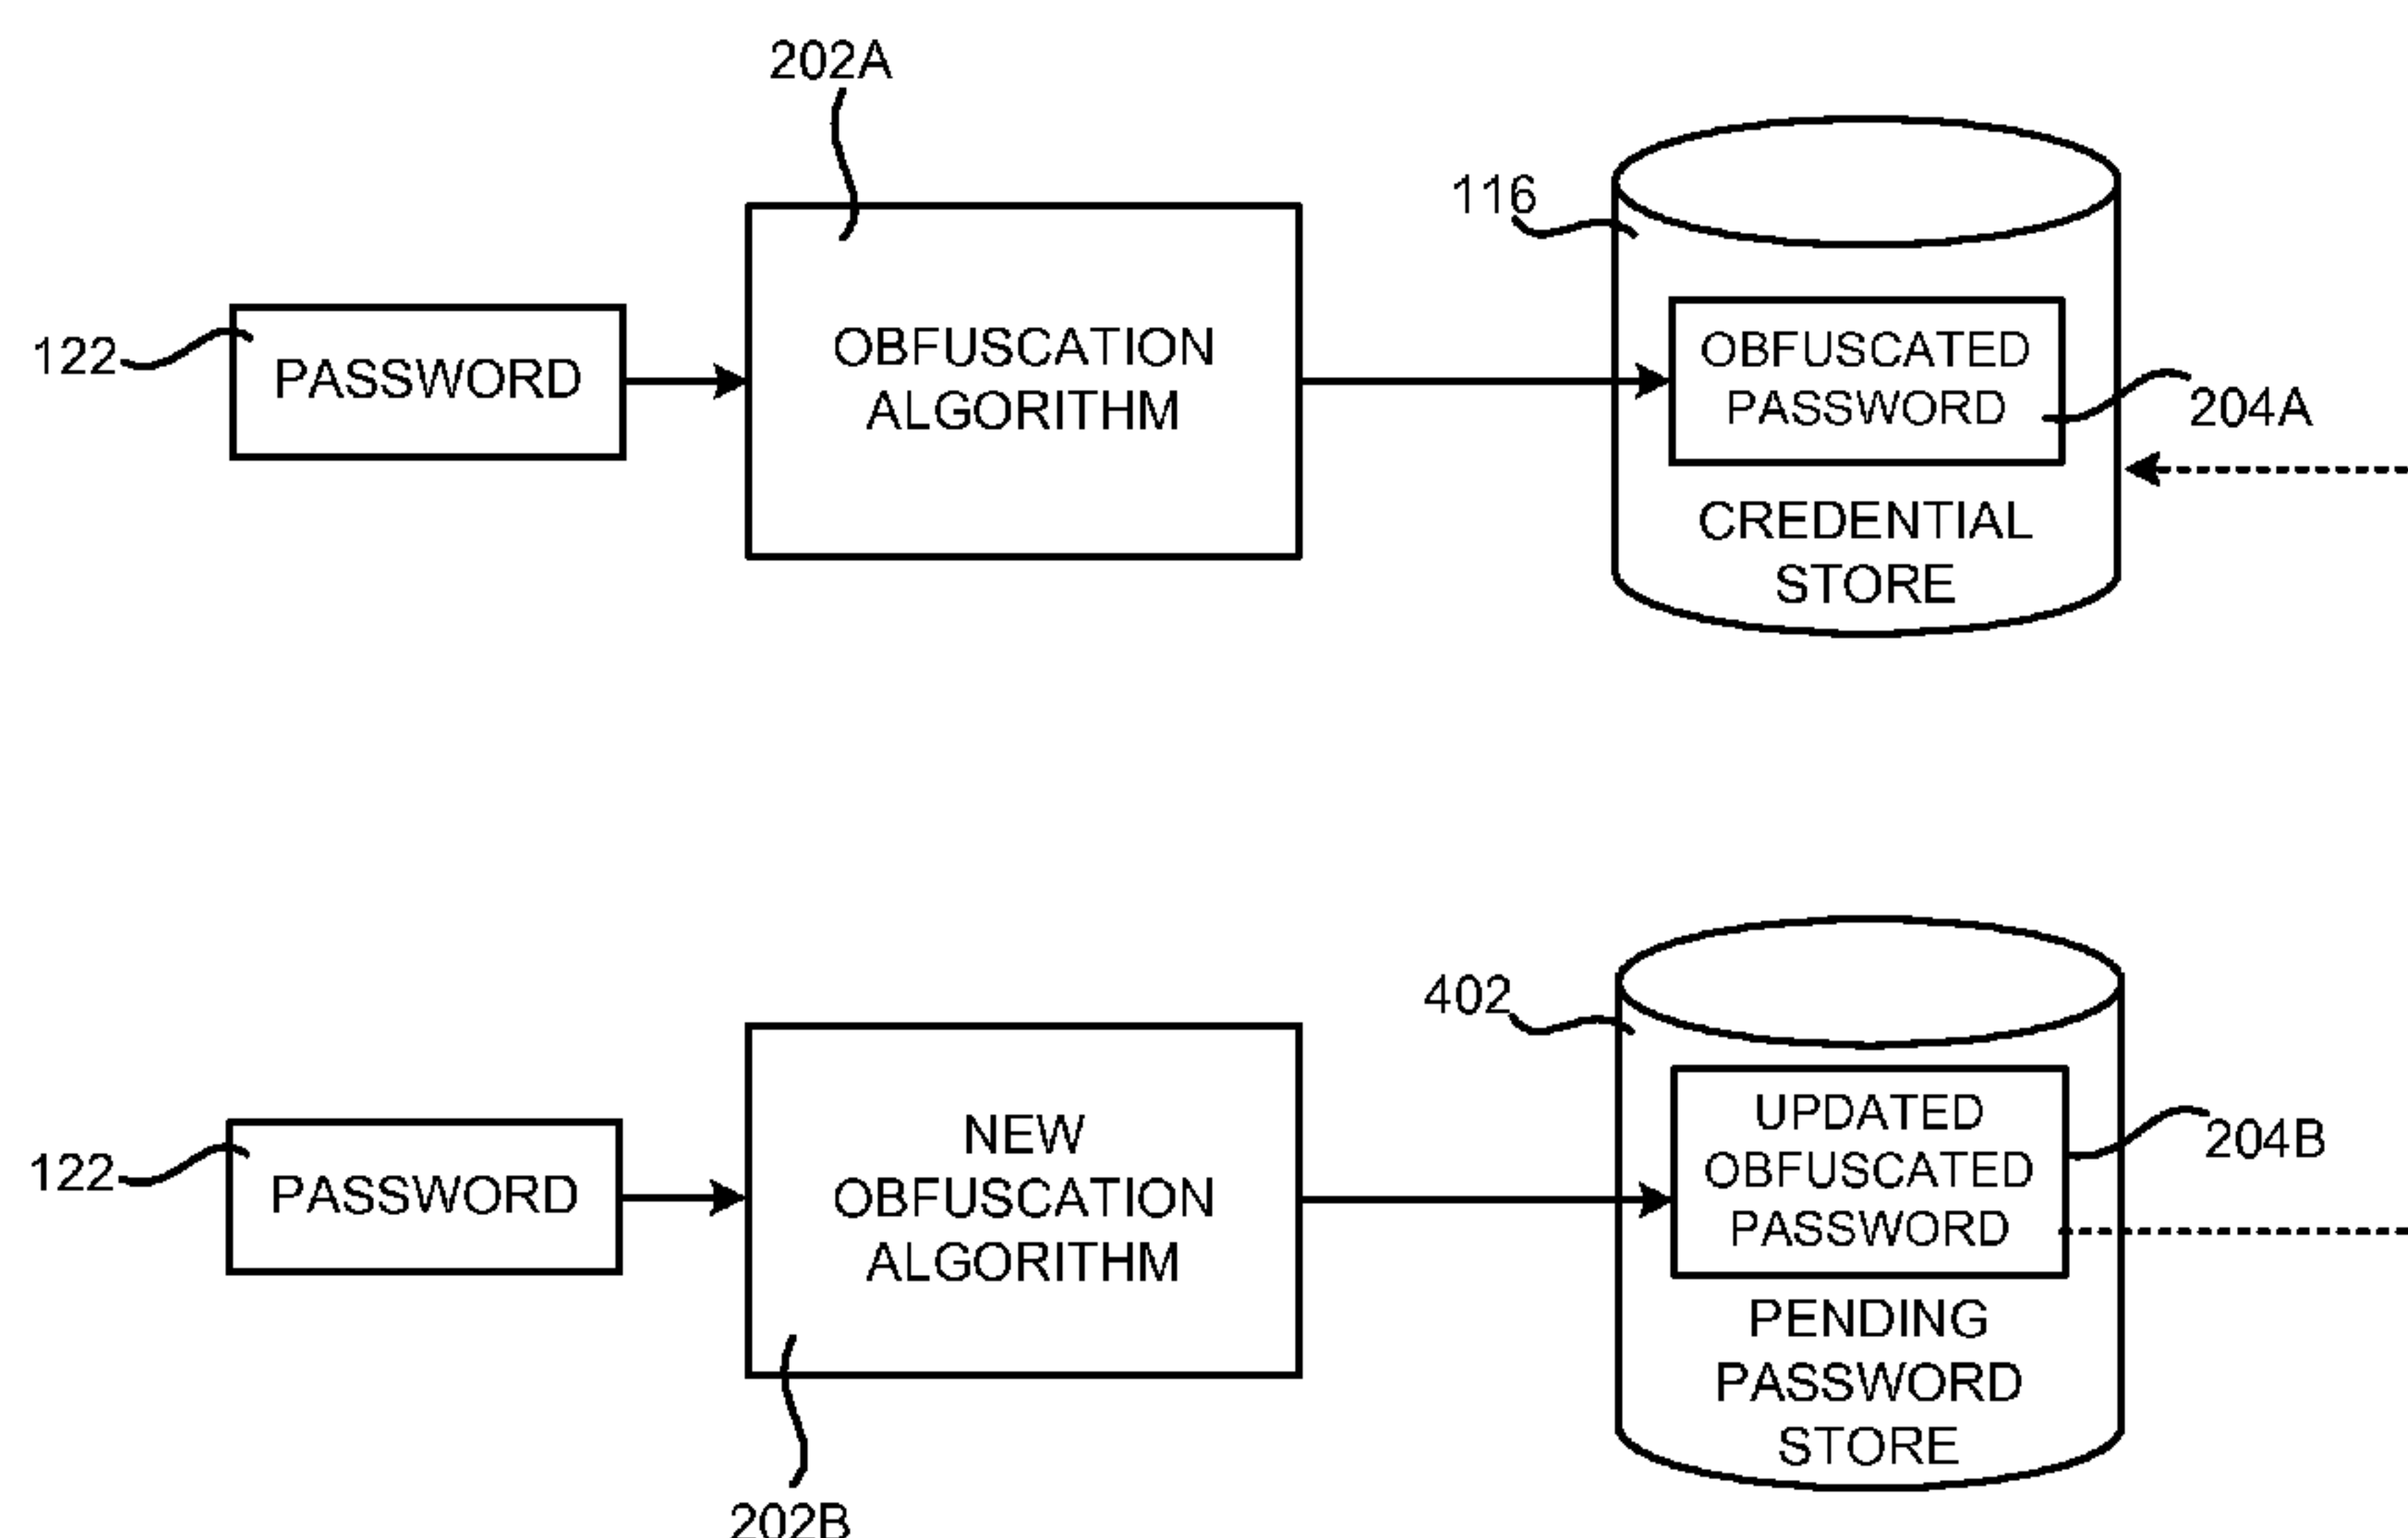 202A
116
122
PASSWORD
OBFUSCATION
ALGORITHM
OBFUSCATED
PASSWORD
204A
CREDENTIAL
STORE
402
122
PASSWORD
NEW
OBFUSCATION
ALGORITHM
UPDATED
OBFUSCATED
PASSWORD
204B
PENDING
PASSWORD
STORE
202B